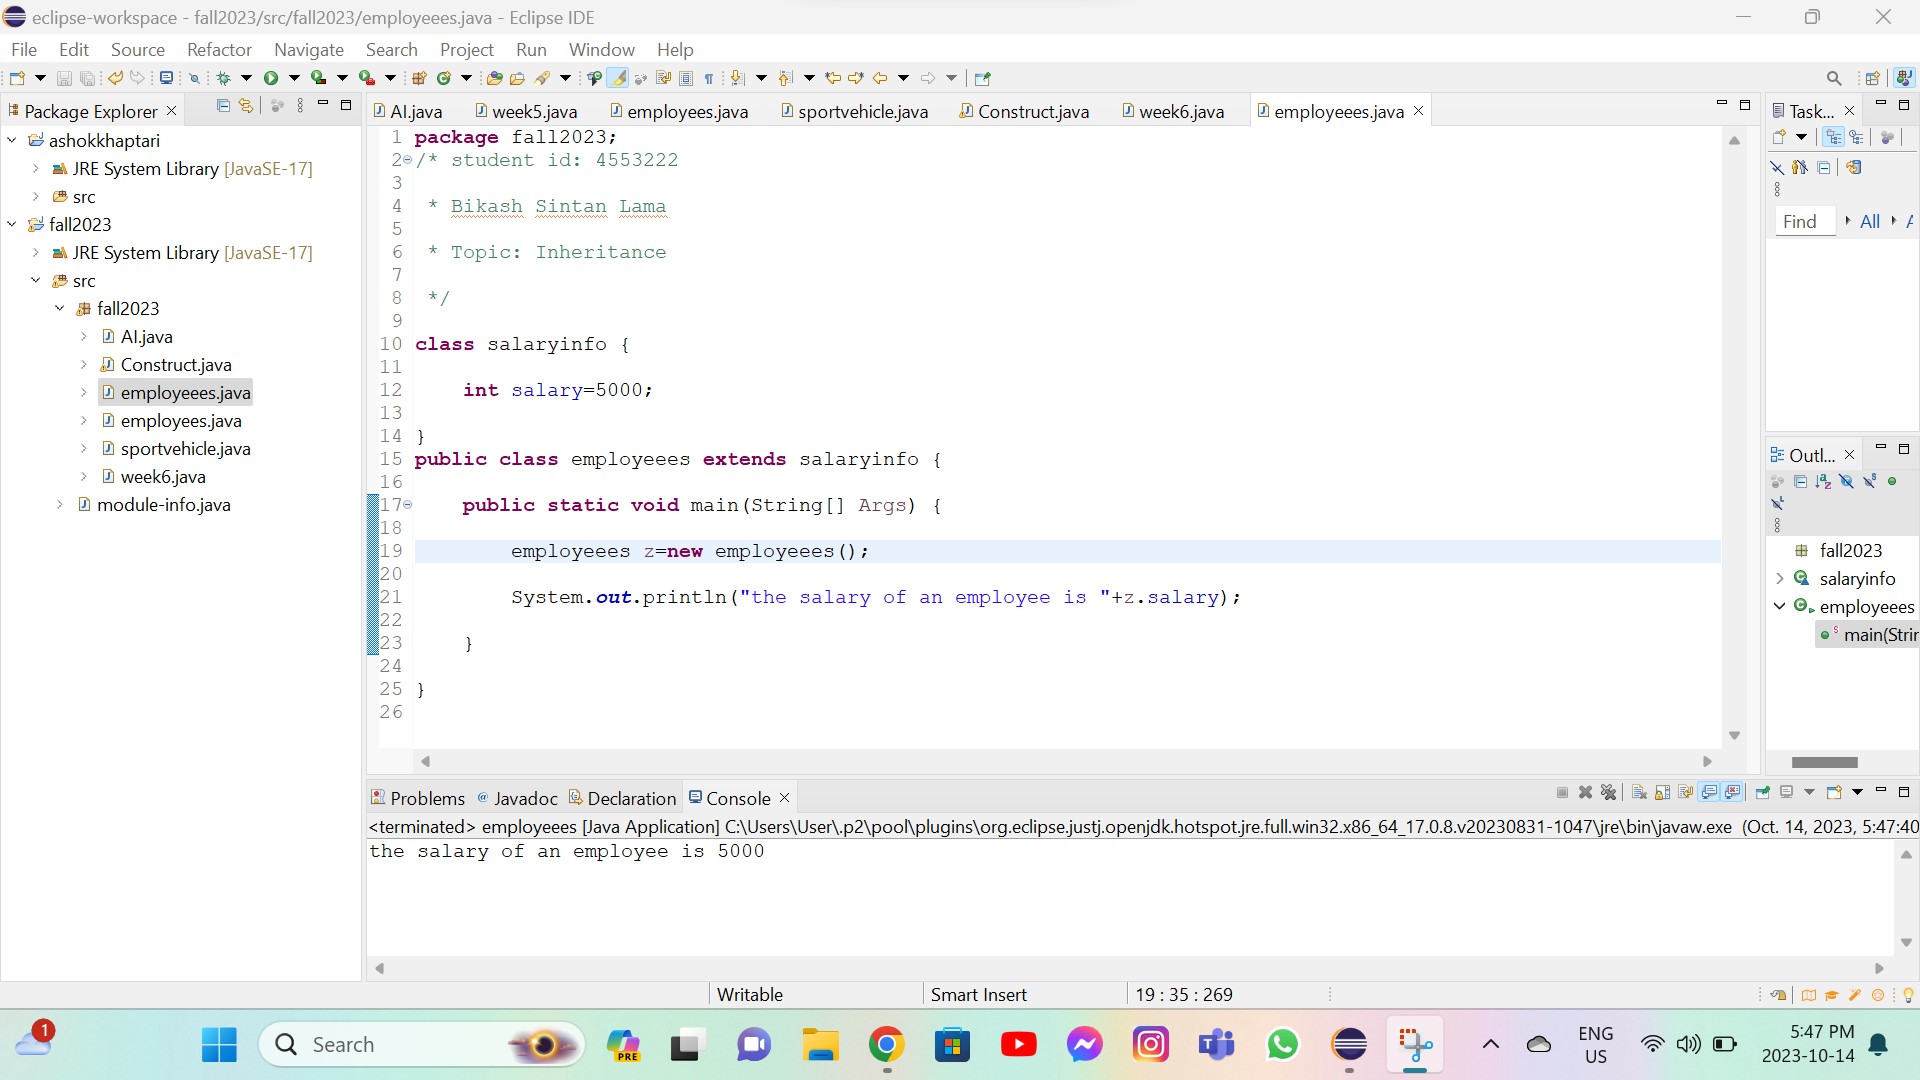 eclipse-workspace - fall2023/src/fall2023/employeees.java - Eclipse IDE
File Edit Source Refactor Navigate Search Project Run Window Help
Package Explorer
AI.java week5.java employees.java sportvehicle.java Construct.java week6.java employeees.java
Task...
ashokkhaptari
JRE System Library [JavaSE-17]
src
fall2023
JRE System Library [JavaSE-17]
src
fall2023
AI.java
Construct.java
employeees.java
employees.java
sportvehicle.java
week6.java
module-info.java
1 package fall2023;
2 /* student id: 4553222
3
4 * Bikash Sintan Lama
5
6 * Topic: Inheritance
7
8 */
9
10 class salaryinfo {
11
12 int salary=5000;
13
14 }
15 public class employeees extends salaryinfo {
16
17 public static void main(String[] Args) {
18
19 employeees z=new employeees();
20
21 System.out.println("the salary of an employee is "+z.salary);
22
23 }
24
25 }
26
Find All
Outl...
fall2023
salaryinfo
employeees
main(Strin
Problems @ Javadoc Declaration Console
<terminated> employeees [Java Application] C:\Users\User\.p2\pool\plugins\org.eclipse.justj.openjdk.hotspot.jre.full.win32.x86_64_17.0.8.v20230831-1047\jre\bin\javaw.exe (Oct. 14, 2023, 5:47:40
the salary of an employee is 5000
Writable Smart Insert 19 : 35 : 269
1
Search
PRE
ENG
US
5:47 PM
2023-10-14